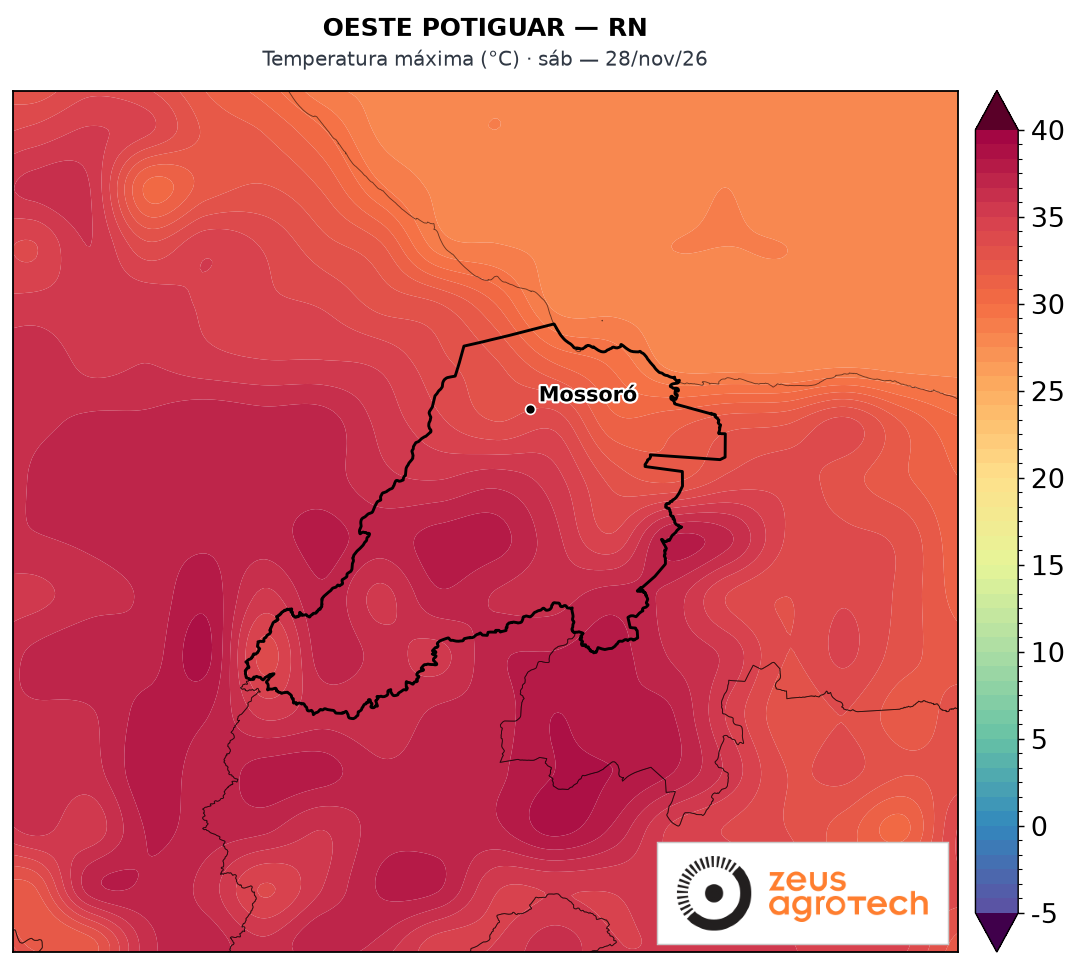 OESTE POTIGUAR — RN
Temperatura máxima (°C) · sáb — 28/nov/26
40
35
30
25
20
15
10
5
0
-5
Mossoró
zeus
agrotech